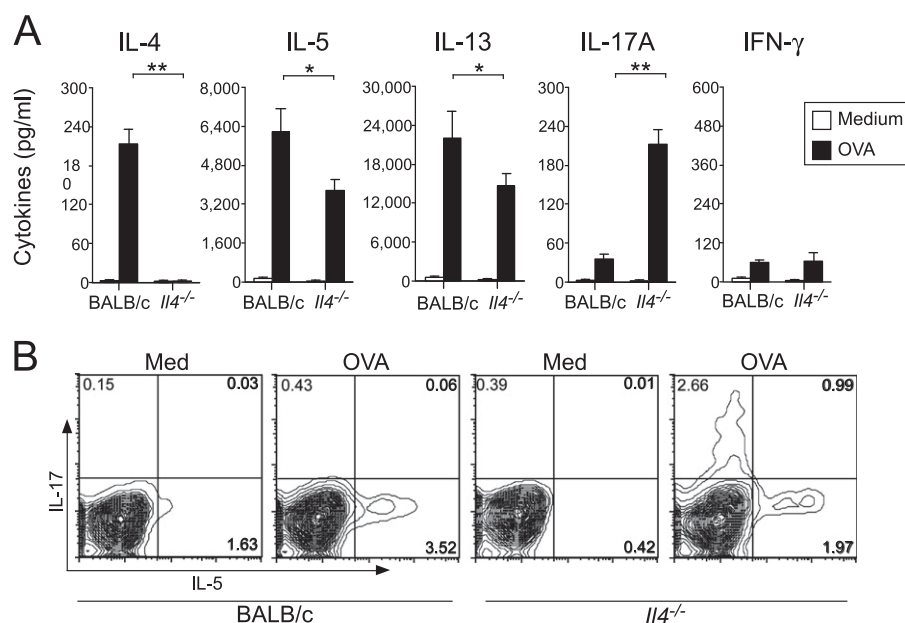 A
IL-4 IL-5 IL-13 IL-17A IFN-γ
** * * **
Cytokines (pg/ml)
300 8,000 30,000 300 600
240 6,400 24,000 240 480
18
0 4,800 18,000 180 360
120 3,200 12,000 120 240
60 1,600 6,000 60 120
0 0 0 0 0
BALB/c Il4-/- BALB/c Il4-/- BALB/c Il4-/- BALB/c Il4-/- BALB/c Il4-/-
Medium
OVA
B
Med OVA Med OVA
0.15 0.03 0.43 0.06 0.39 0.01 2.66 0.99
IL-17
1.63 3.52 0.42 1.97
IL-5
BALB/c Il4-/-